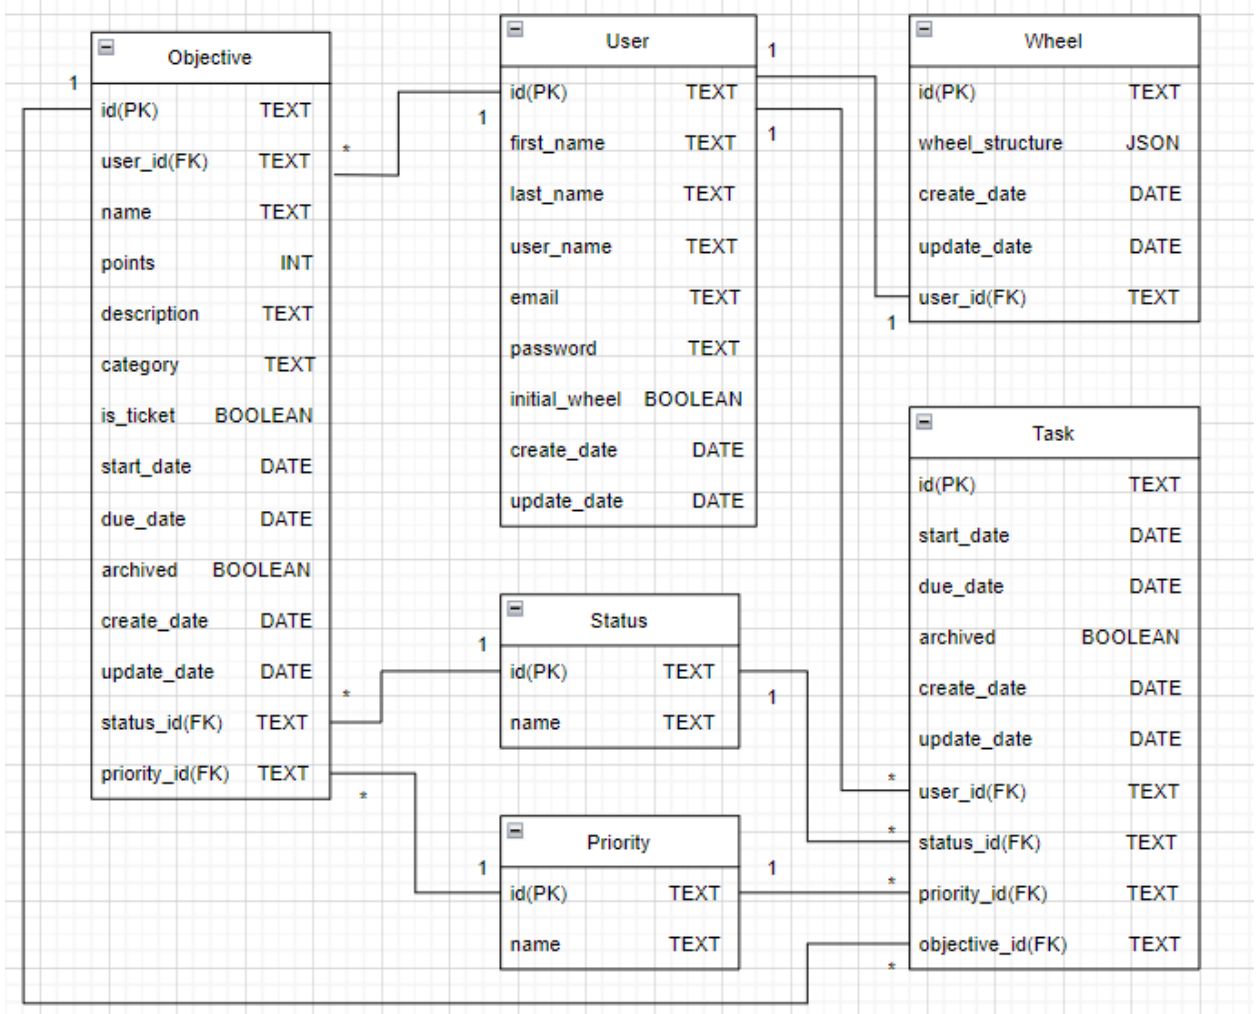 Objective
1
id(PK) TEXT
user_id(FK) TEXT
*
name TEXT
points INT
description TEXT
category TEXT
is_ticket BOOLEAN
start_date DATE
due_date DATE
archived BOOLEAN
create_date DATE
update_date DATE
*
status_id(FK) TEXT
priority_id(FK) TEXT
*
User
1
id(PK) TEXT
1
first_name TEXT
1
last_name TEXT
user_name TEXT
email TEXT
password TEXT
initial_wheel BOOLEAN
create_date DATE
update_date DATE
Status
1
id(PK) TEXT
1
name TEXT
Priority
1
1
id(PK) TEXT
name TEXT
Wheel
id(PK) TEXT
wheel_structure JSON
create_date DATE
update_date DATE
user_id(FK) TEXT
1
Task
id(PK) TEXT
start_date DATE
due_date DATE
archived BOOLEAN
create_date DATE
update_date DATE
*
user_id(FK) TEXT
*
status_id(FK) TEXT
*
priority_id(FK) TEXT
objective_id(FK) TEXT
*